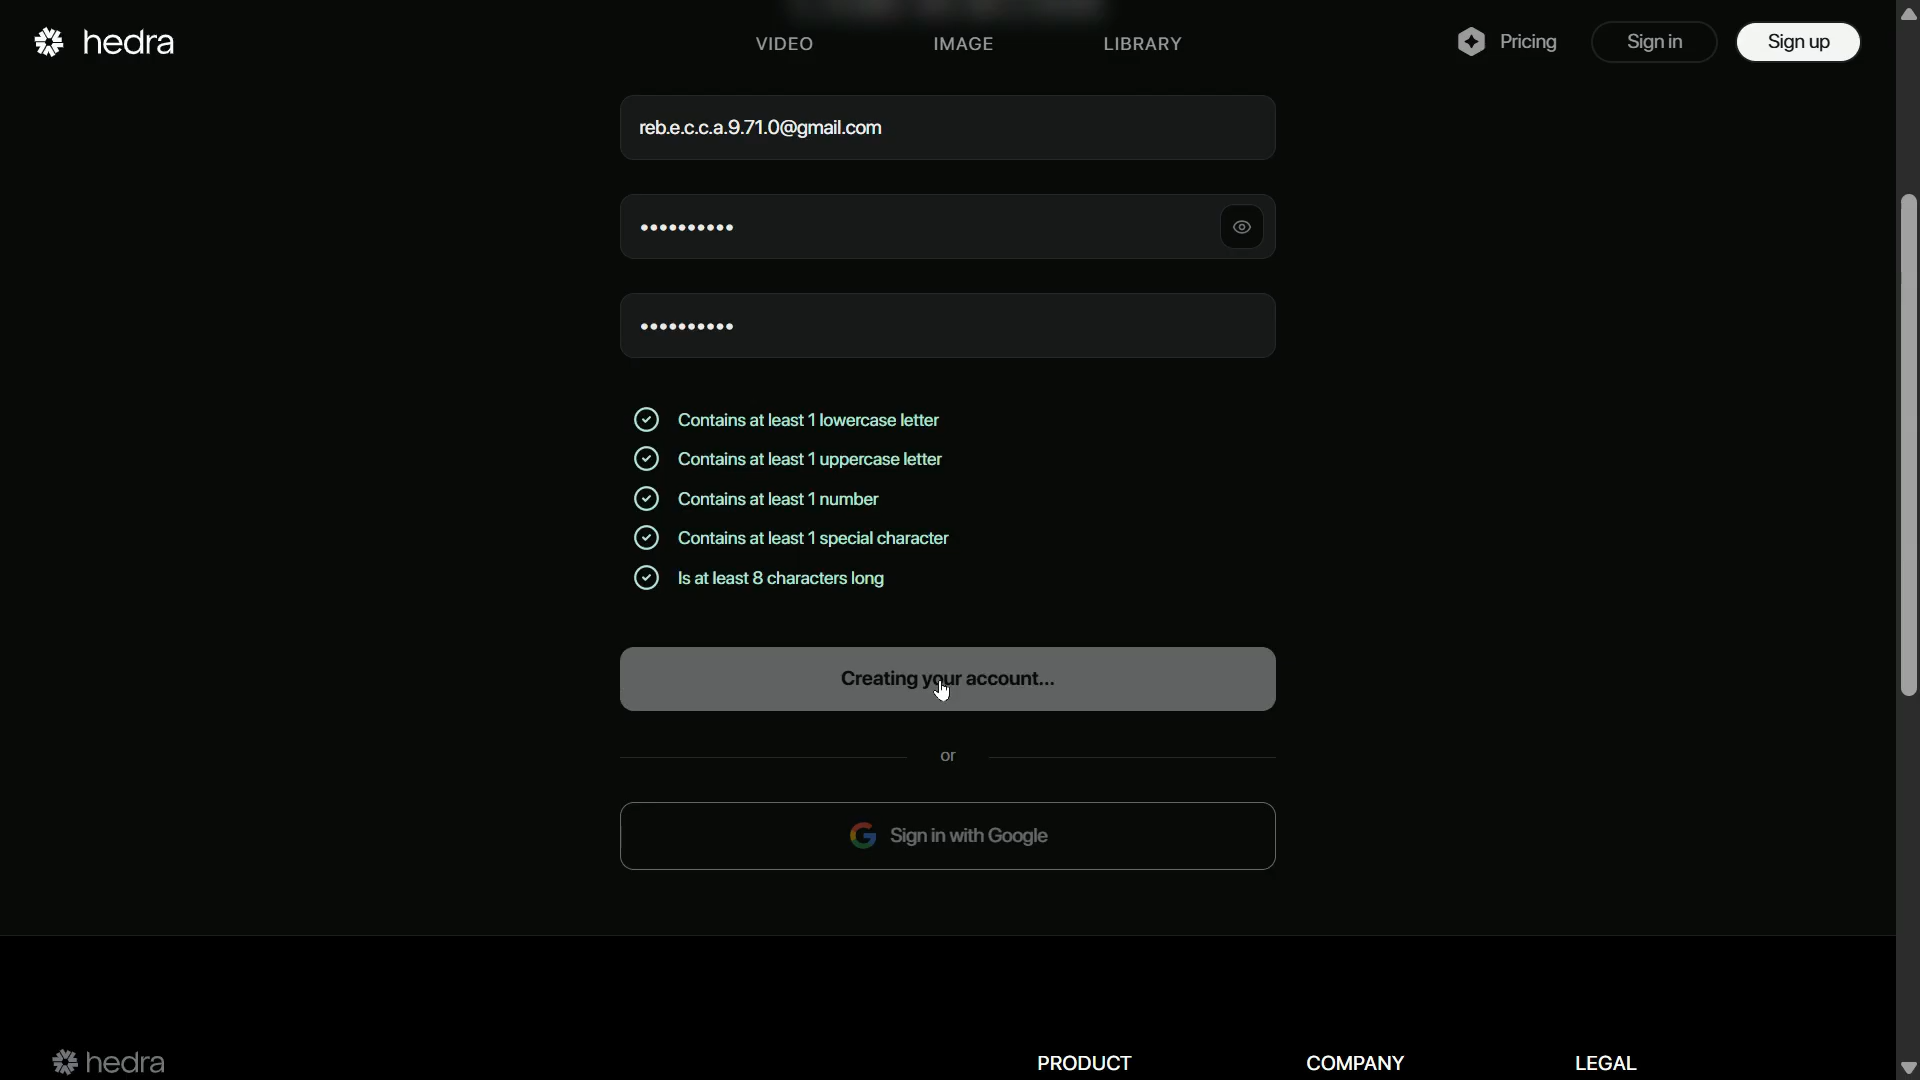 hedra
VIDEO
IMAGE
LIBRARY
Pricing
Sign in
Sign up
reb.e.c.c.a.9.71.0@gmail.com
••••••••••
••••••••••
Contains at least 1 lowercase letter
Contains at least 1 uppercase letter
Contains at least 1 number
Contains at least 1 special character
Is at least 8 characters long
Creating your account...
or
Sign in with Google
hedra
PRODUCT
COMPANY
LEGAL